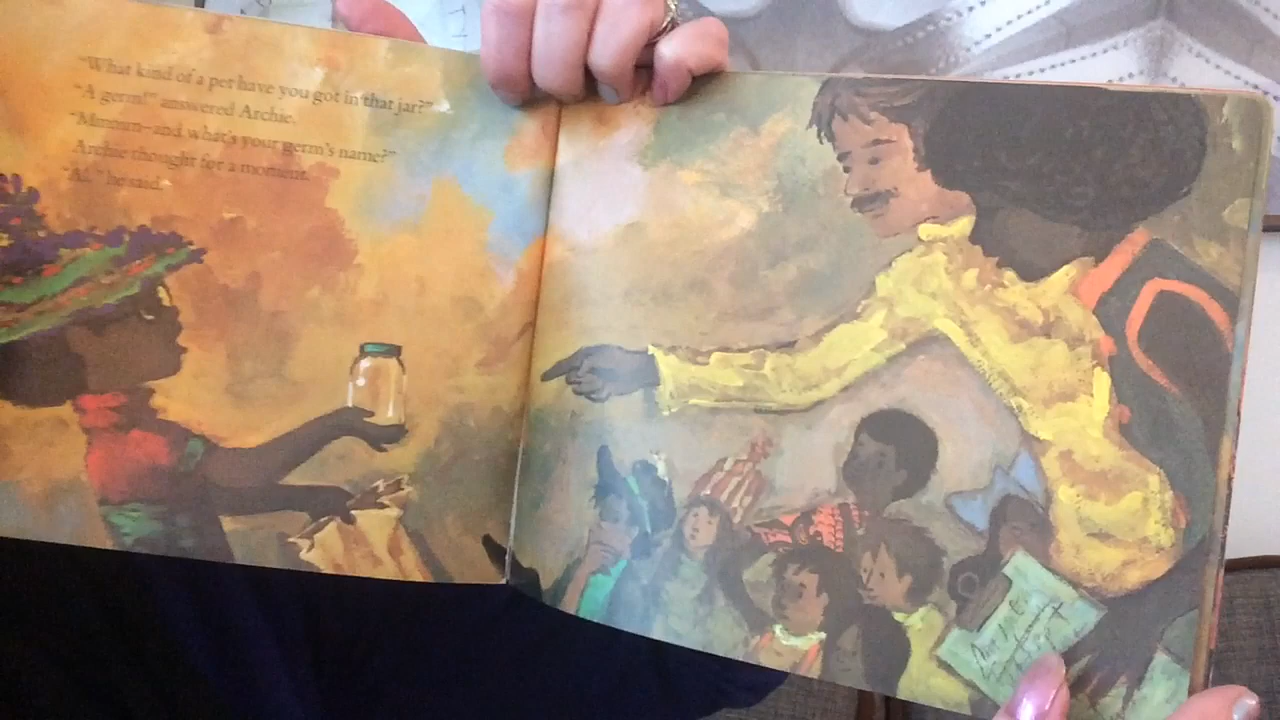 "What kind of a pet have you got in that jar?"
"A germ!" answered Archie.
"Mmmm—and what's your germ's name?"
Archie thought for a moment.
"Al," he said.